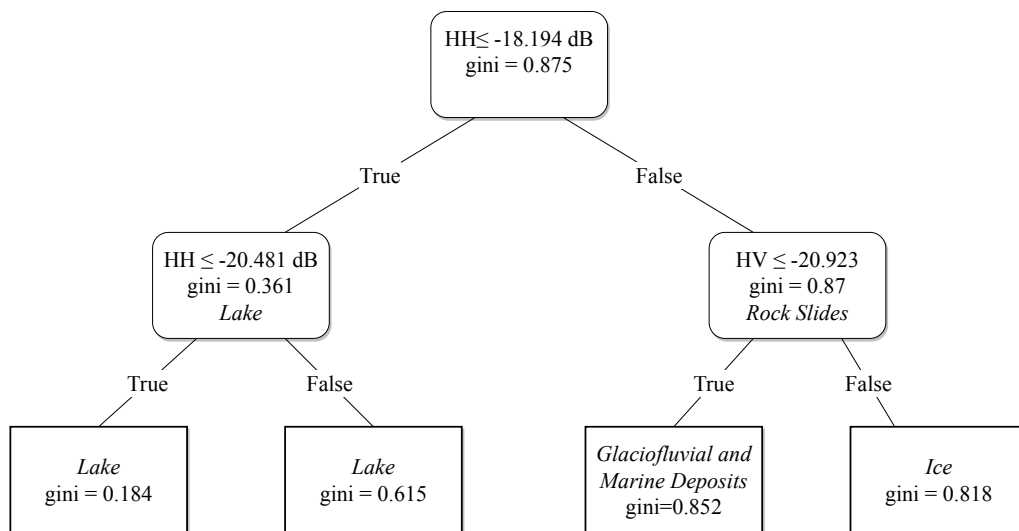 HH≤ -18.194 dB
gini = 0.875
True
False
HH ≤ -20.481 dB
gini = 0.361
Lake
HV ≤ -20.923
gini = 0.87
Rock Slides
True
False
True
False
Lake
gini = 0.184
Lake
gini = 0.615
Glaciofluvial and
Marine Deposits
gini=0.852
Ice
gini = 0.818